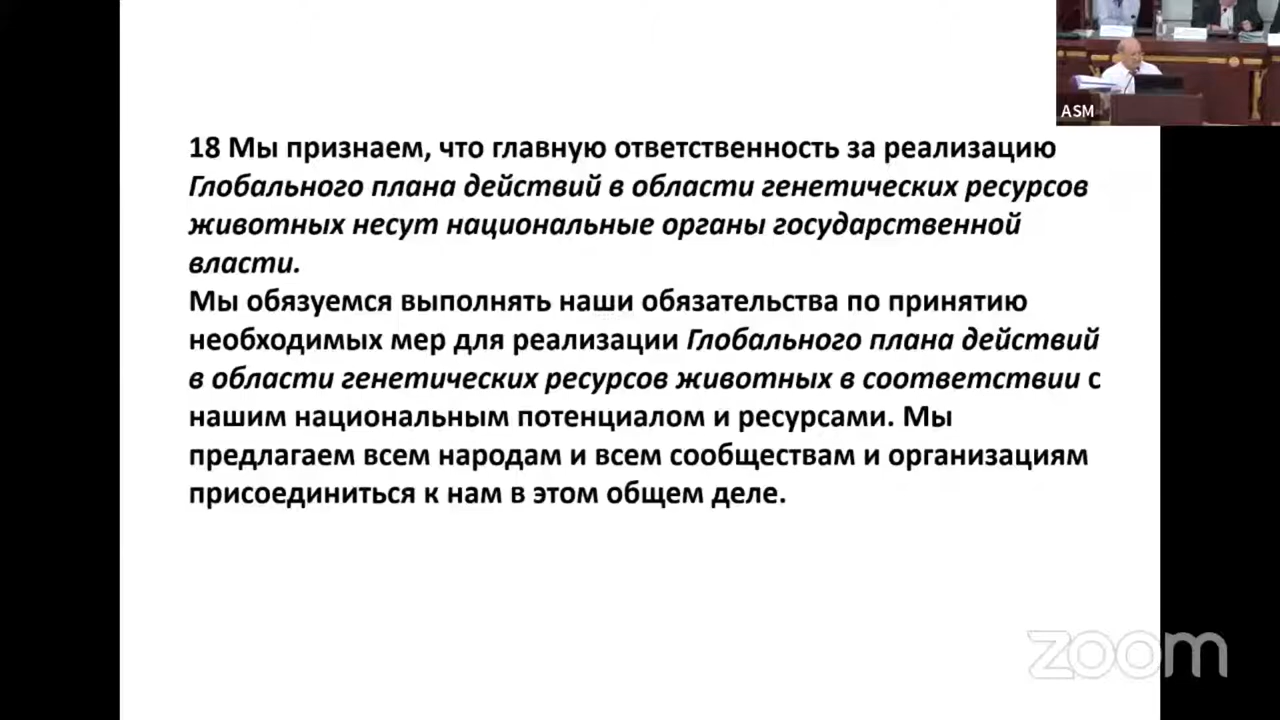 ASM
18 Мы признаем, что главную ответственность за реализацию
Глобального плана действий в области генетических ресурсов
животных несут национальные органы государственной
власти.
Мы обязуемся выполнять наши обязательства по принятию
необходимых мер для реализации Глобального плана действий
в области генетических ресурсов животных в соответствии с
нашим национальным потенциалом и ресурсами. Мы
предлагаем всем народам и всем сообществам и организациям
присоединиться к нам в этом общем деле.
zoom